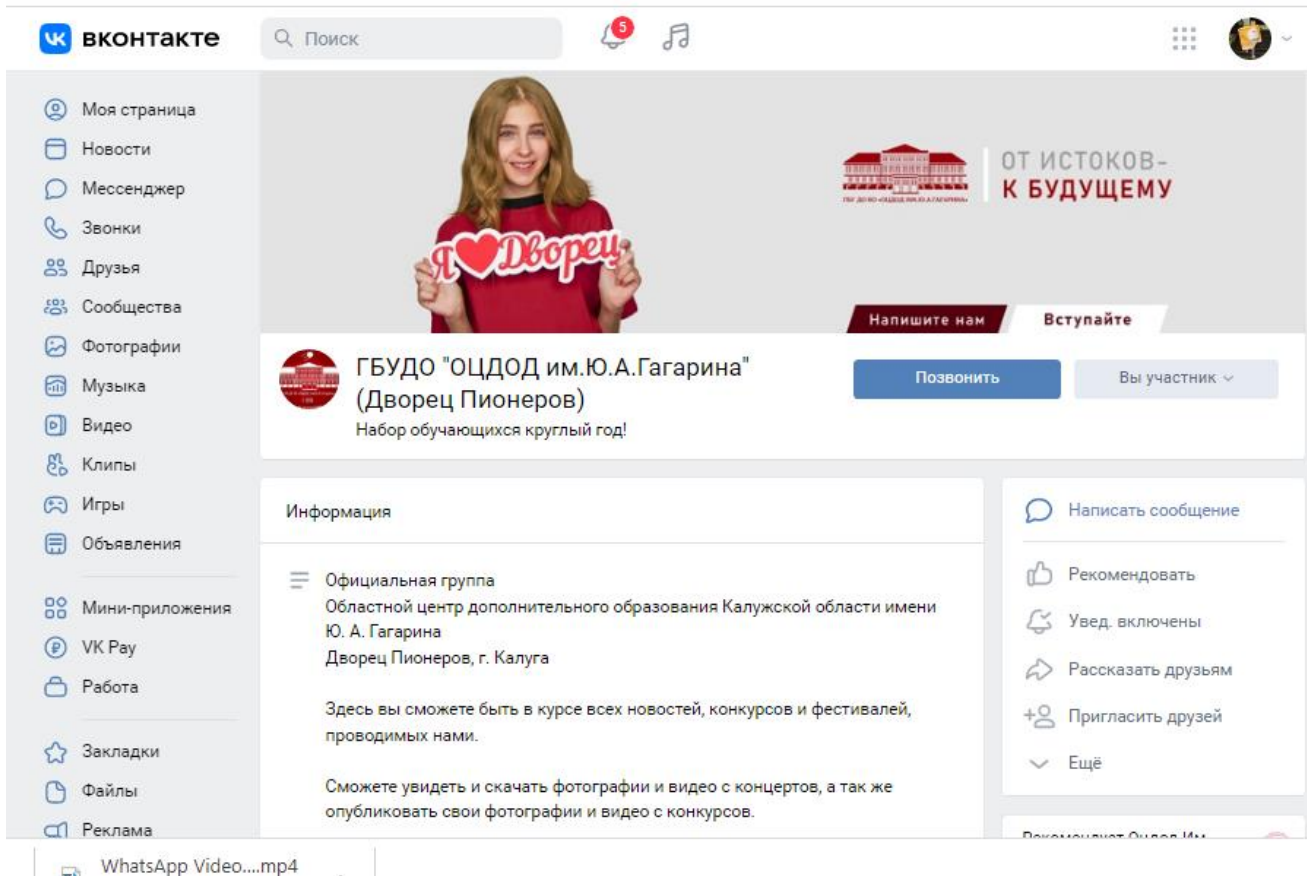 вконтакте
Поиск
5
Моя страница
Новости
Мессенджер
Звонки
Друзья
Сообщества
Фотографии
Музыка
Видео
Клипы
Игры
Объявления
Мини-приложения
VK Pay
Работа
Закладки
Файлы
Реклама
Я Дворец
ОТ ИСТОКОВ-
К БУДУЩЕМУ
Напишите нам
Вступайте
ГБУДО "ОЦДОД им.Ю.А.Гагарина"
(Дворец Пионеров)
Набор обучающихся круглый год!
Позвонить
Вы участник
Информация
Официальная группа
Областной центр дополнительного образования Калужской области имени
Ю. А. Гагарина
Дворец Пионеров, г. Калуга
Здесь вы сможете быть в курсе всех новостей, конкурсов и фестивалей,
проводимых нами.
Сможете увидеть и скачать фотографии и видео с концертов, а так же
опубликовать свои фотографии и видео с конкурсов.
Написать сообщение
Рекомендовать
Увед. включены
Рассказать друзьям
Пригласить друзей
Ещё
WhatsApp Video....mp4